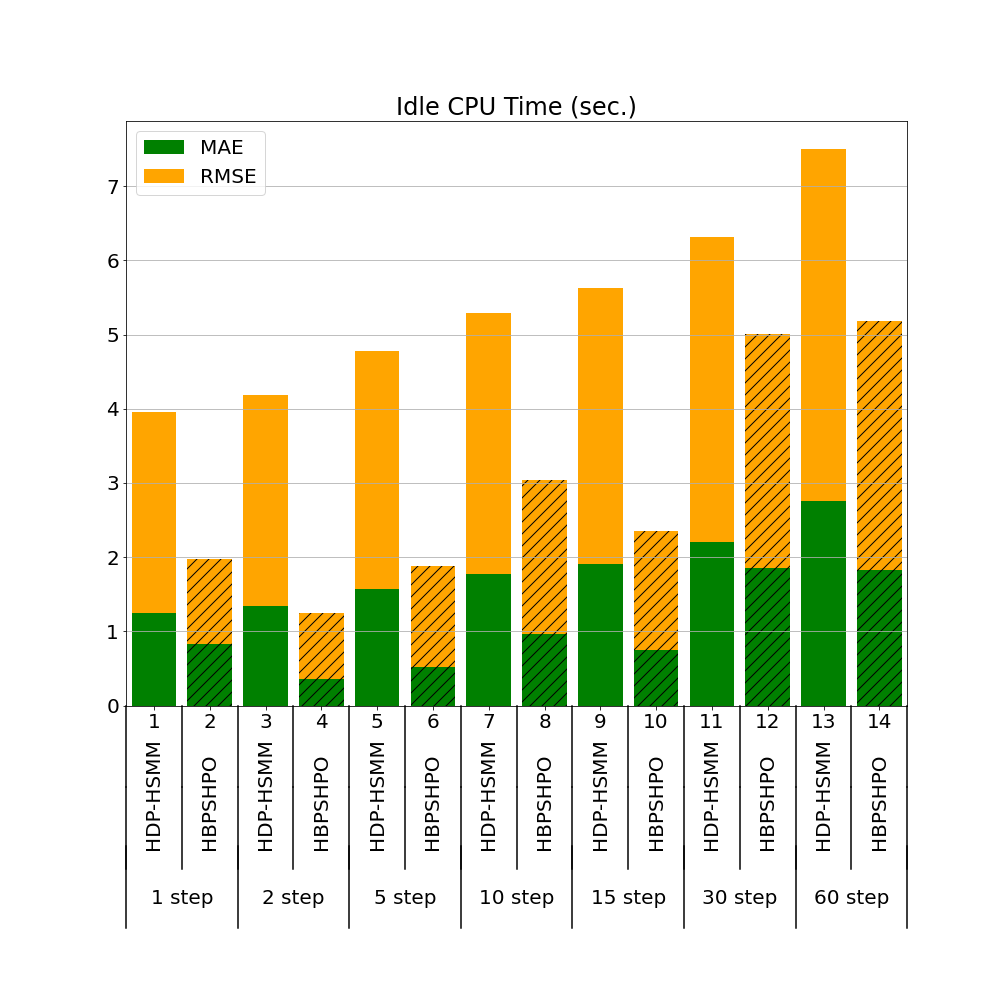 Idle CPU Time (sec.)
MAE
RMSE
7
6
5
4
3
2
1
0
1 2 3 4 5 6 7 8 9 10 11 12 13 14
HDP-HSMM
HBPSHPO
HDP-HSMM
HBPSHPO
HDP-HSMM
HBPSHPO
HDP-HSMM
HBPSHPO
HDP-HSMM
HBPSHPO
HDP-HSMM
HBPSHPO
HDP-HSMM
HBPSHPO
1 step 2 step 5 step 10 step 15 step 30 step 60 step